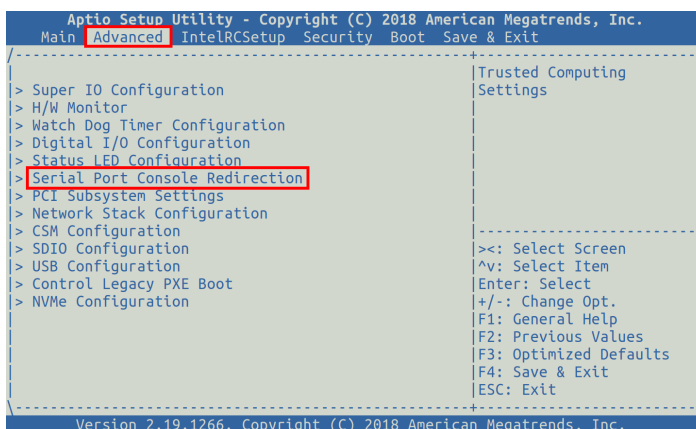 Aptio Setup Utility - Copyright (C) 2018 American Megatrends, Inc.
Main Advanced IntelRCSetup Security Boot Save & Exit
/---------------------------------------------------+------------------------
| |Trusted Computing
|> Super IO Configuration |Settings
|> H/W Monitor |
|> Watch Dog Timer Configuration |
|> Digital I/O Configuration |
|> Status LED Configuration |
|> Serial Port Console Redirection |
|> PCI Subsystem Settings |
|> Network Stack Configuration |
|> CSM Configuration |------------------------
|> SDIO Configuration |><: Select Screen
|> USB Configuration |^v: Select Item
|> Control Legacy PXE Boot |Enter: Select
|> NVMe Configuration |+/-: Change Opt.
| |F1: General Help
| |F2: Previous Values
| |F3: Optimized Defaults
| |F4: Save & Exit
| |ESC: Exit
\---------------------------------------------------+------------------------
Version 2.19.1266. Copyright (C) 2018 American Megatrends, Inc.